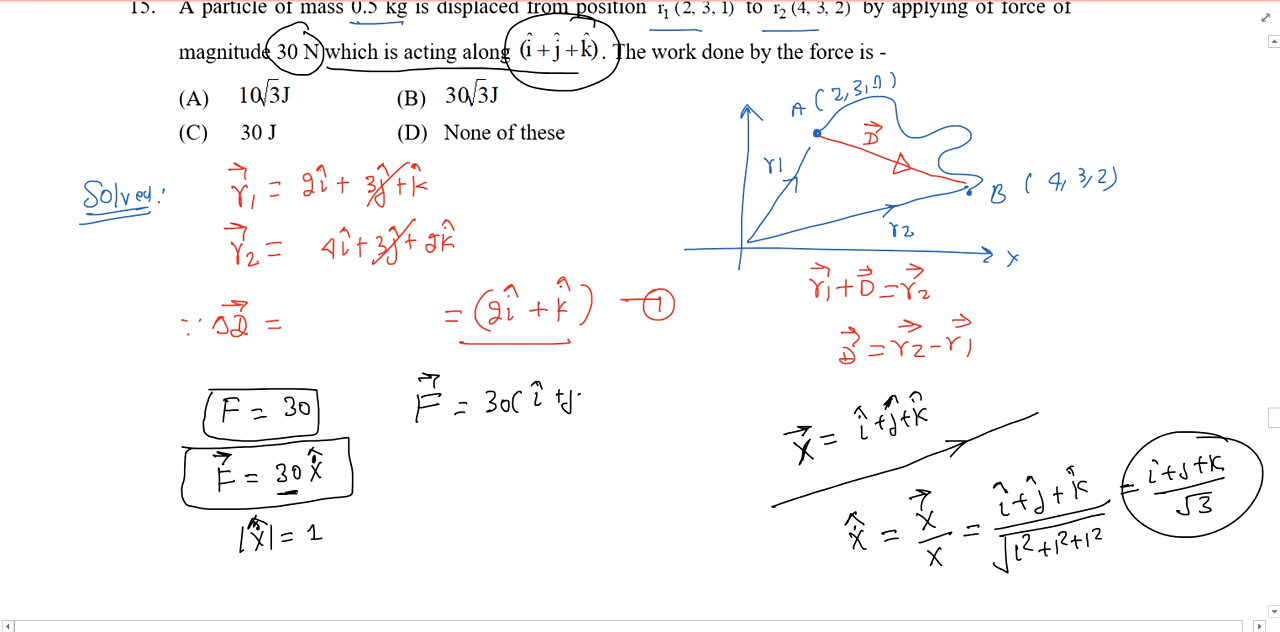 15. A particle of mass 0.5 kg is displaced from position r₁ (2, 3, 1) to r₂ (4, 3, 2) by applying of force of
magnitude 30 N which is acting along (î + ĵ + k̂). The work done by the force is -
(A) 10√3J (B) 30√3J
(C) 30 J (D) None of these
Solved:
r⃗₁ = 2î + 3ĵ + k̂
r⃗₂ = 4î + 3ĵ + 2k̂
∵ ΔD⃗ = = (2î + k̂) — ①
F = 30
F⃗ = 30 x̂
|x̂| = 1
F⃗ = 30( î + j
A (2, 3, 1)
D⃗
r1
B (4, 3, 2)
r2
x
r⃗₁ + D⃗ = r⃗₂
D⃗ = r⃗₂ - r⃗₁
x⃗ = î + ĵ + k̂
x̂ = x⃗/x = (î + ĵ + k̂)/√(1² + 1² + 1²) = (i + j + k)/√3